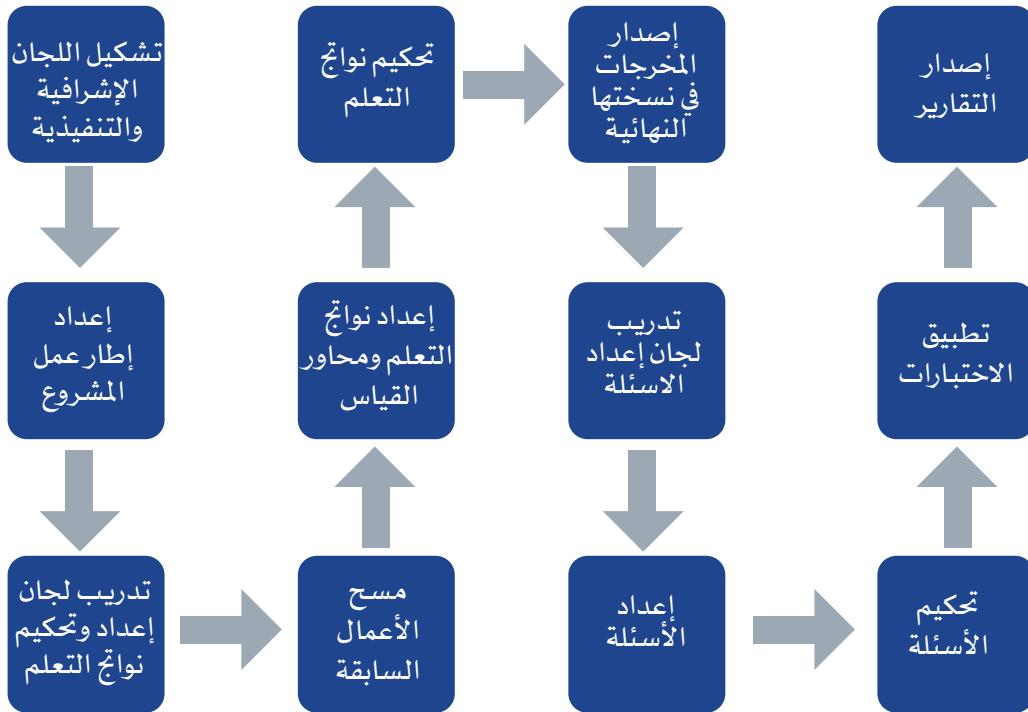 تشكيل اللجان
الإشرافية
والتنفيذية
إعداد
إطار عمل
المشروع
تدريب لجان
إعداد وتحكيم
نواتج التعلم
مسح
الأعمال
السابقة
إعداد نواتج
التعلم ومحاور
القياس
تحكيم نواتج
التعلم
إصدار
المخرجات
في نسختها
النهائية
تدريب
لجان إعداد
الاسئلة
إعداد
الأسئلة
تحكيم
الأسئلة
تطبيق
الاختبارات
إصدار
التقارير